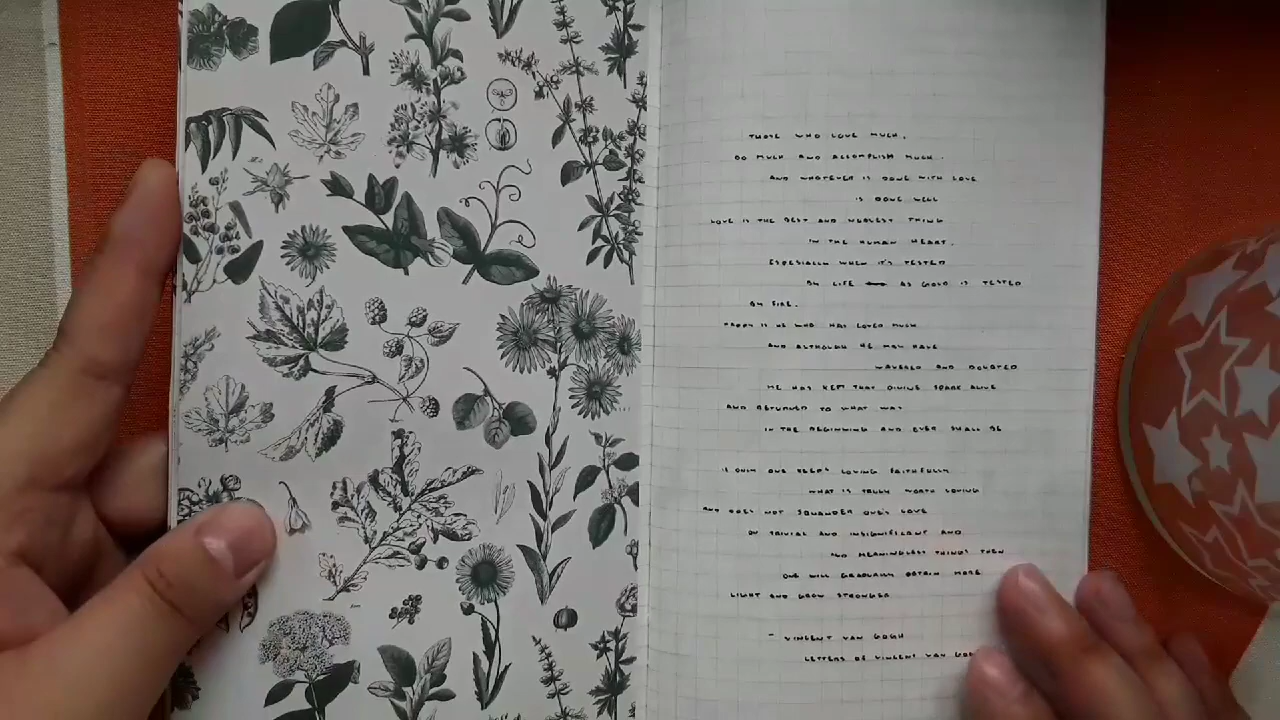 THOSE WHO LOVE MUCH,
DO MUCH AND ACCOMPLISH MUCH.
AND WHATEVER IS DONE WITH LOVE
IS DONE WELL
LOVE IS THE BEST AND NOBLEST THING
IN THE HUMAN HEART,
ESPECIALLY WHEN IT'S TESTED
BY LIFE AS GOLD IS TESTED
BY FIRE.
HAPPY IS HE WHO HAS LOVED MUCH
AND ALTHOUGH HE MAY HAVE
WAVERED AND DOUBTED
HE HAS KEPT THAT DIVINE SPARK ALIVE
AND RETURNED TO WHAT WAS
IN THE BEGINNING AND EVER SHALL BE
IF ONLY ONE KEEPS LOVING FAITHFULLY
WHAT IS TRULY WORTH LOVING
AND DOES NOT SQUANDER ONE'S LOVE
ON TRIVIAL AND INSIGNIFICANT AND
AND MEANINGLESS THINGS THEN
ONE WILL GRADUALLY OBTAIN MORE
LIGHT AND GROW STRONGER
- VINCENT VAN GOGH
LETTERS OF VINCENT VAN